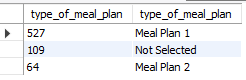 type_of_meal_plan type_of_meal_plan
527 Meal Plan 1
109 Not Selected
64 Meal Plan 2